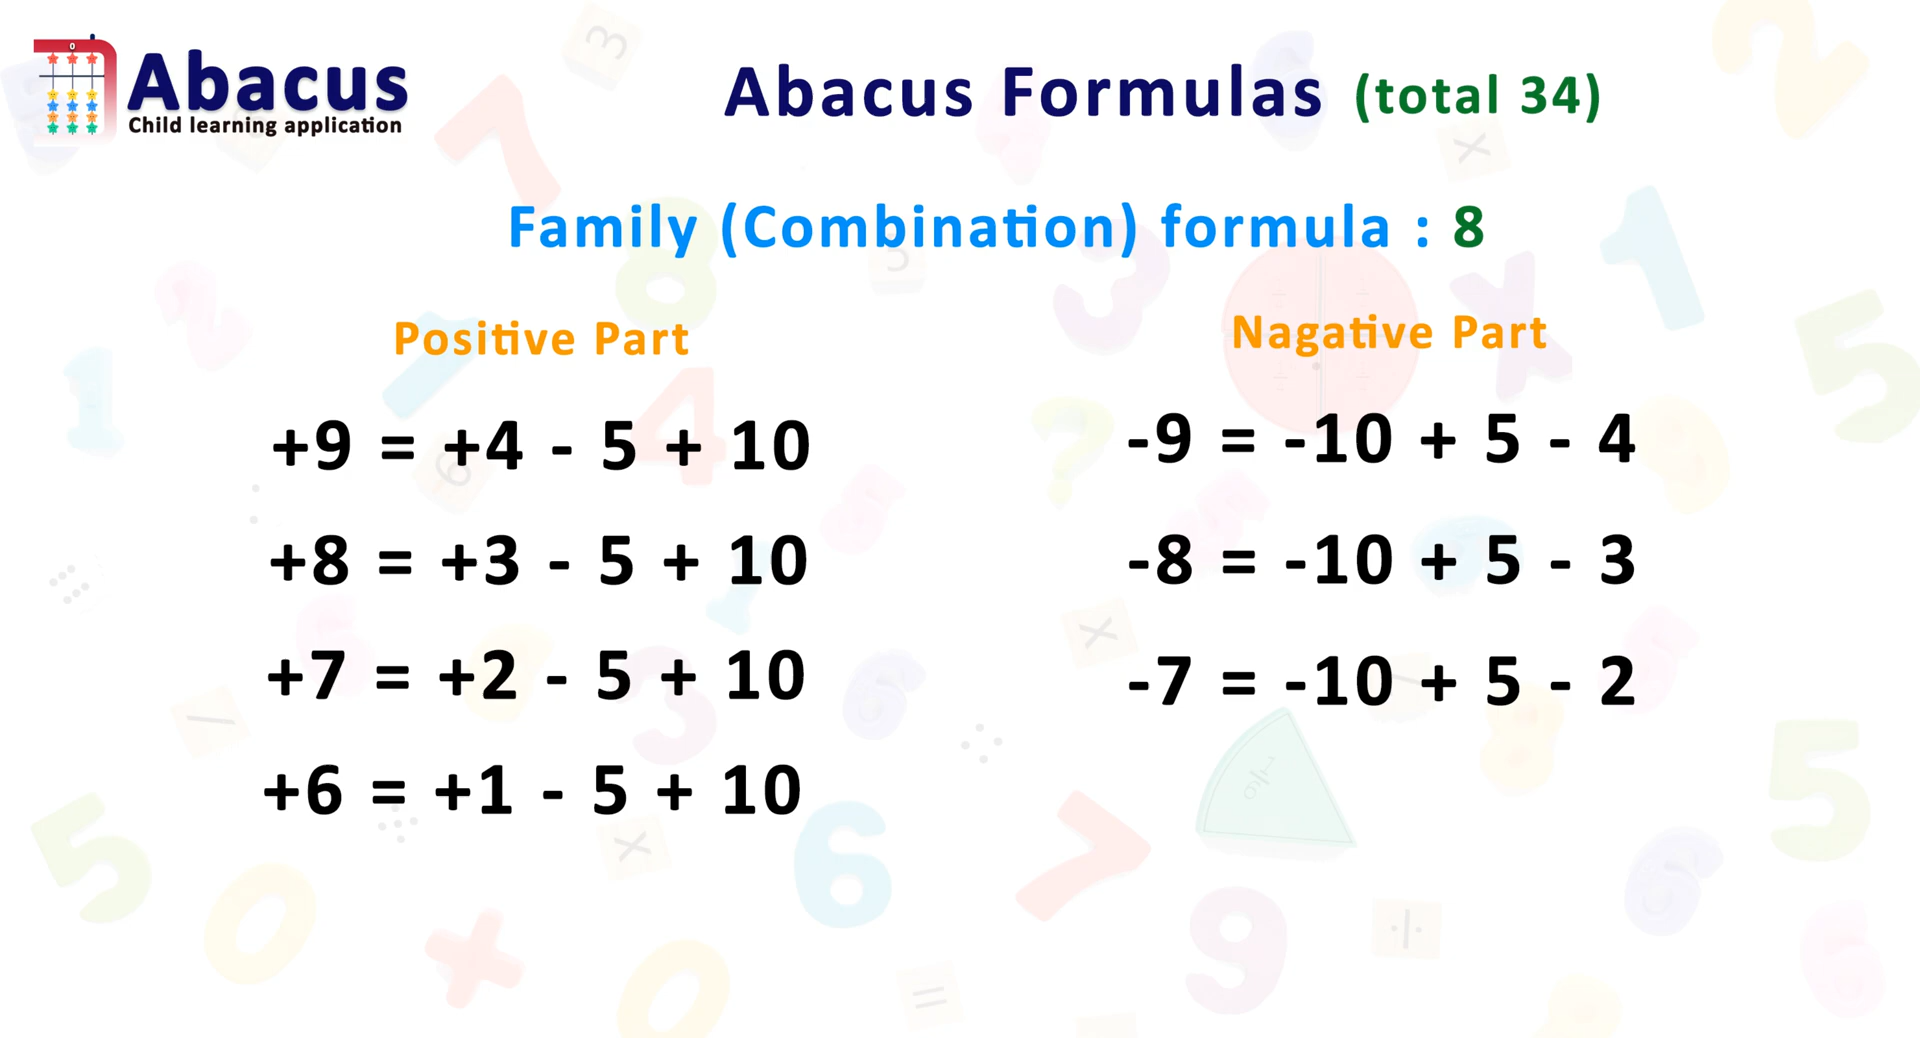 Abacus
Child learning application
Abacus Formulas (total 34)
Family (Combination) formula : 8
Positive Part
+9 = +4 - 5 + 10
+8 = +3 - 5 + 10
+7 = +2 - 5 + 10
+6 = +1 - 5 + 10
Nagative Part
-9 = -10 + 5 - 4
-8 = -10 + 5 - 3
-7 = -10 + 5 - 2